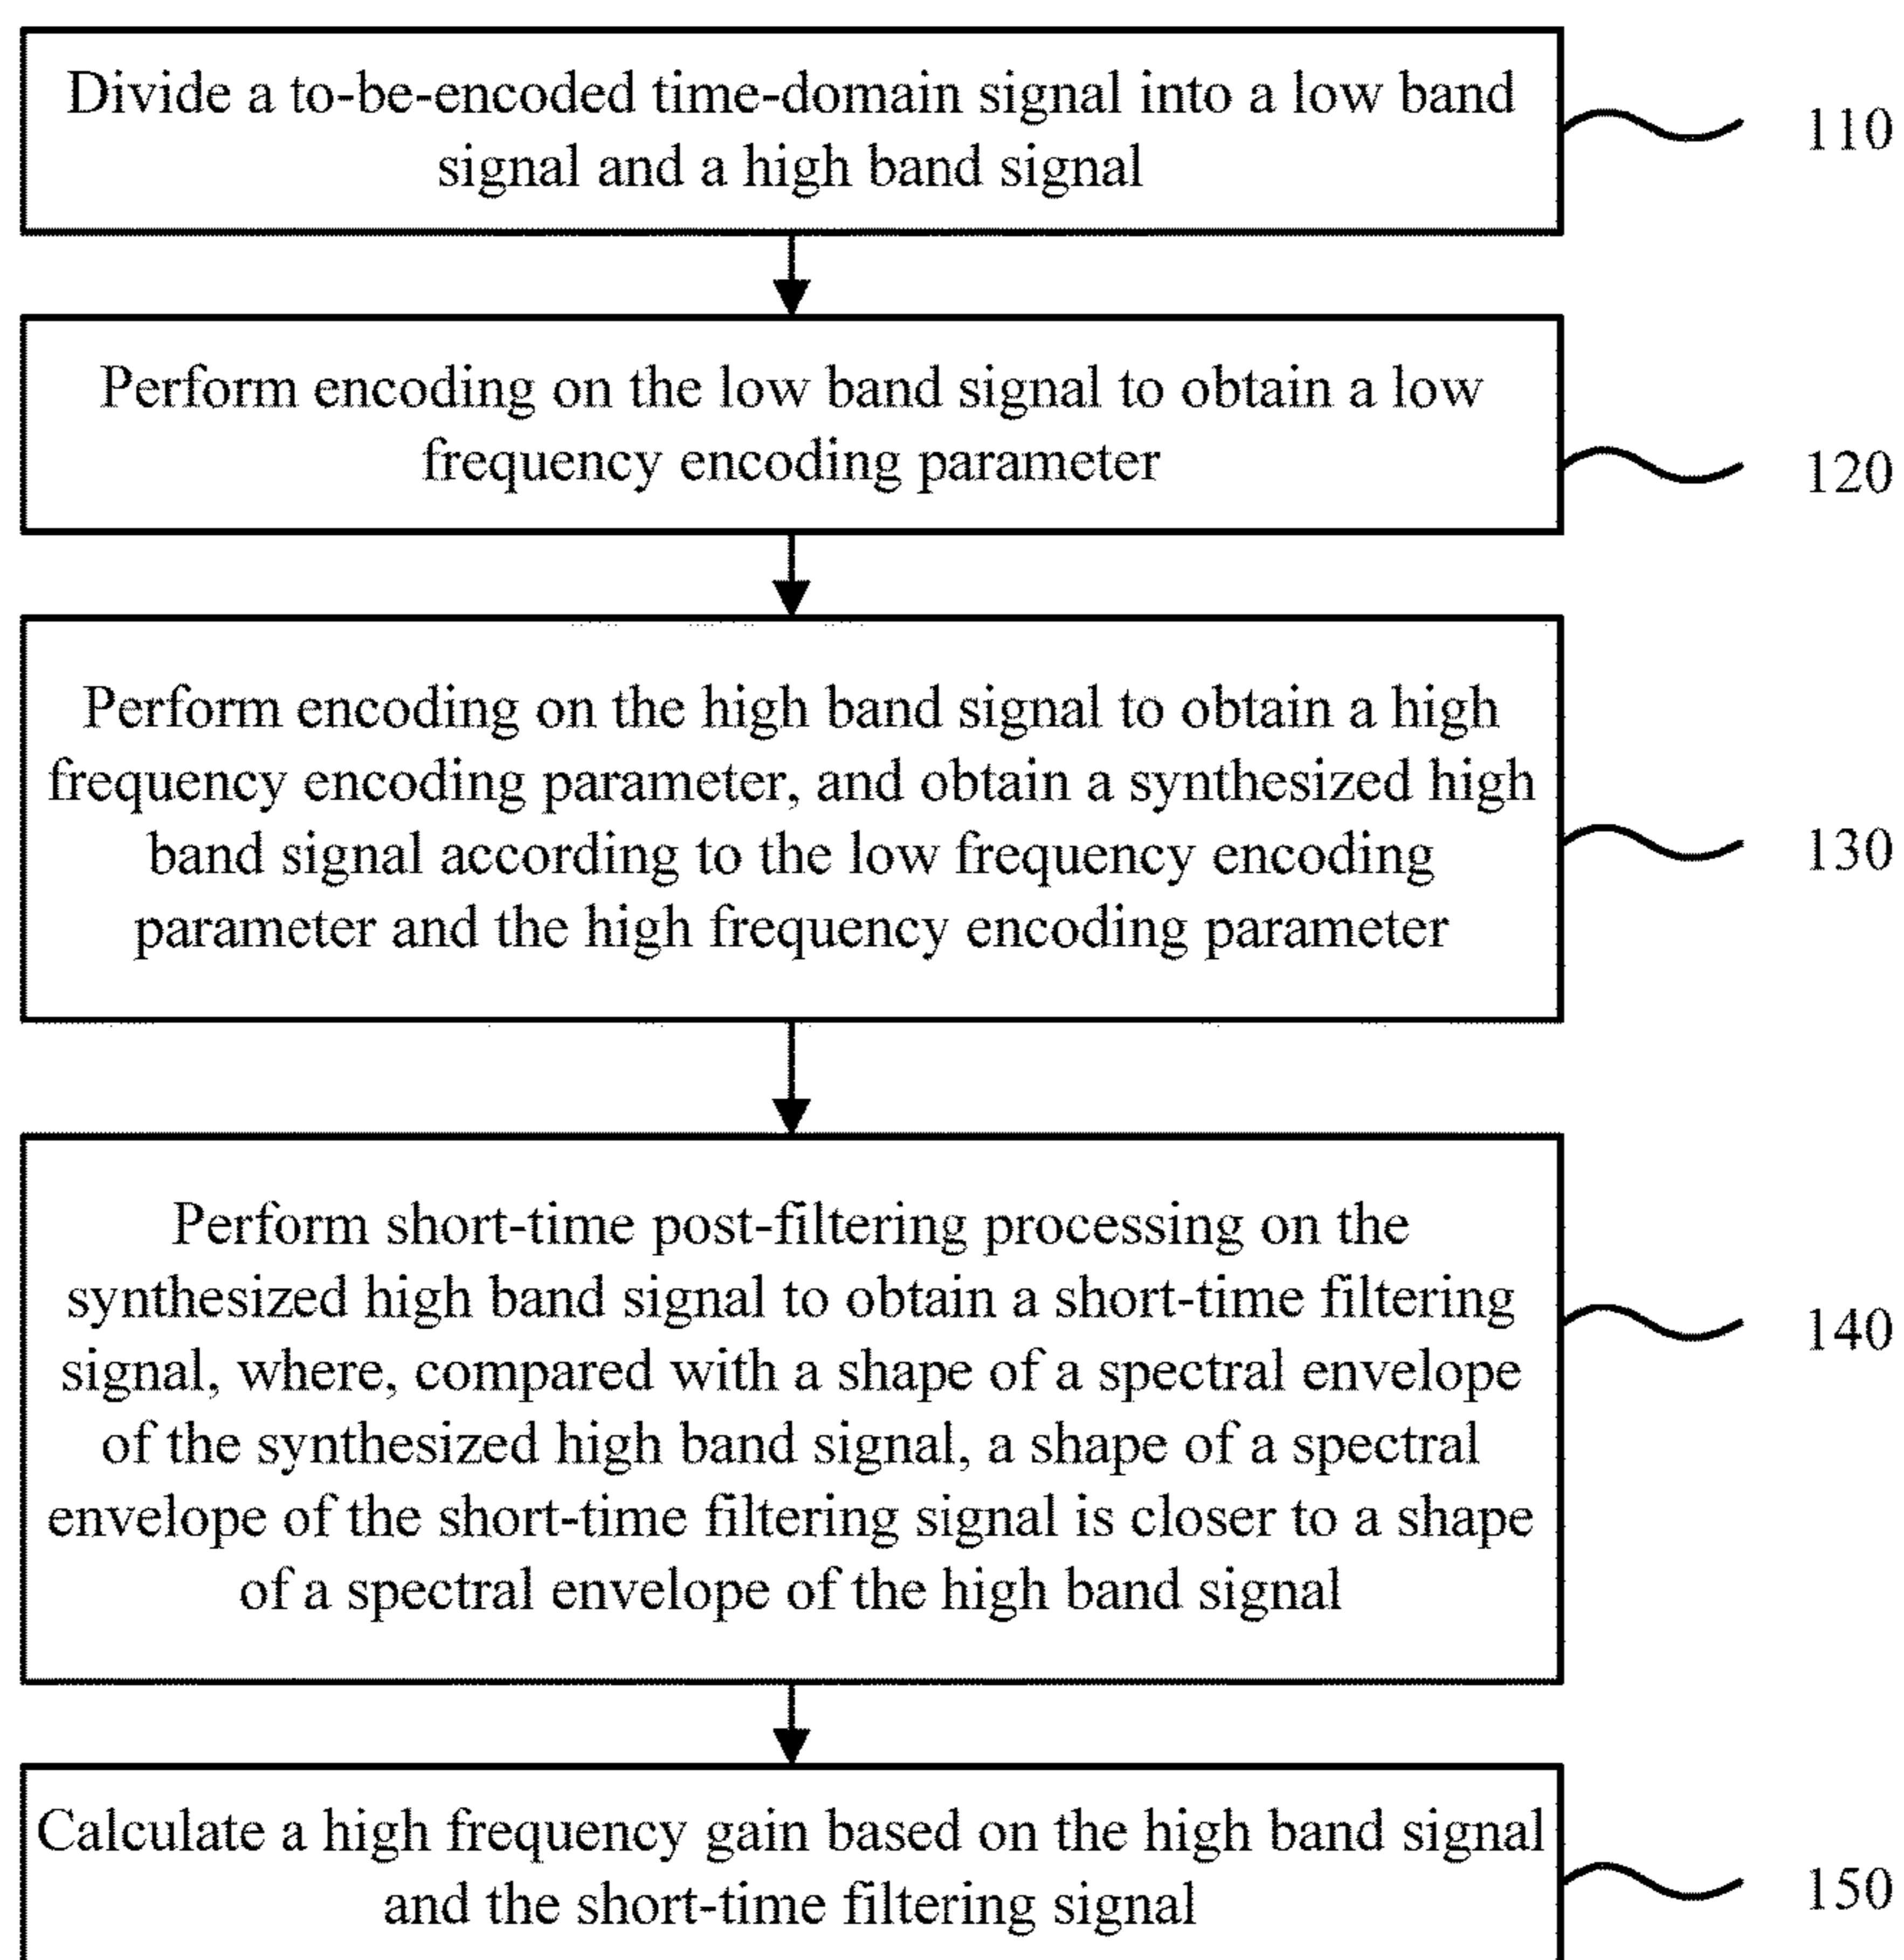 Divide a to-be-encoded time-domain signal into a low band
signal and a high band signal
110
Perform encoding on the low band signal to obtain a low
frequency encoding parameter
120
Perform encoding on the high band signal to obtain a high
frequency encoding parameter, and obtain a synthesized high
band signal according to the low frequency encoding
parameter and the high frequency encoding parameter
130
Perform short-time post-filtering processing on the
synthesized high band signal to obtain a short-time filtering
signal, where, compared with a shape of a spectral envelope
of the synthesized high band signal, a shape of a spectral
envelope of the short-time filtering signal is closer to a shape
of a spectral envelope of the high band signal
140
Calculate a high frequency gain based on the high band signal
and the short-time filtering signal
150